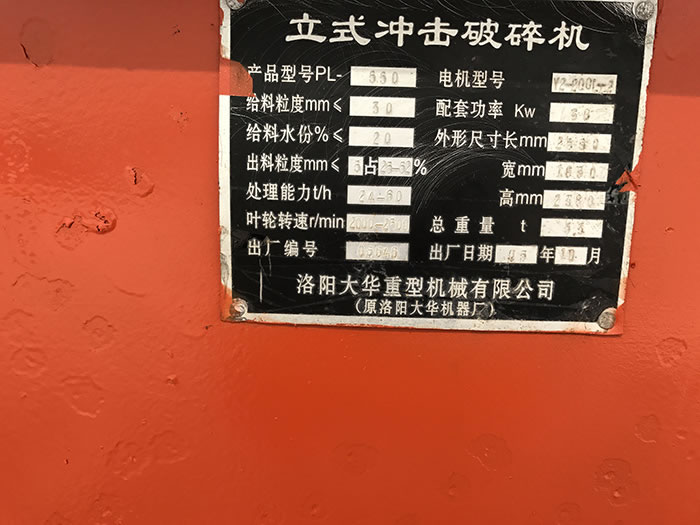 立式冲击破碎机
产品型号PL- 550 电机型号
给料粒度mm≤ 30 配套功率 Kw
给料水份%≤ 20 外形尺寸长mm
出料粒度mm≤ 5占 % 宽mm
处理能力t/h 24-60 高mm
叶轮转速r/min 总重量 t
出厂编号 出厂日期 年 10 月
洛阳大华重型机械有限公司
(原洛阳大华机器厂)